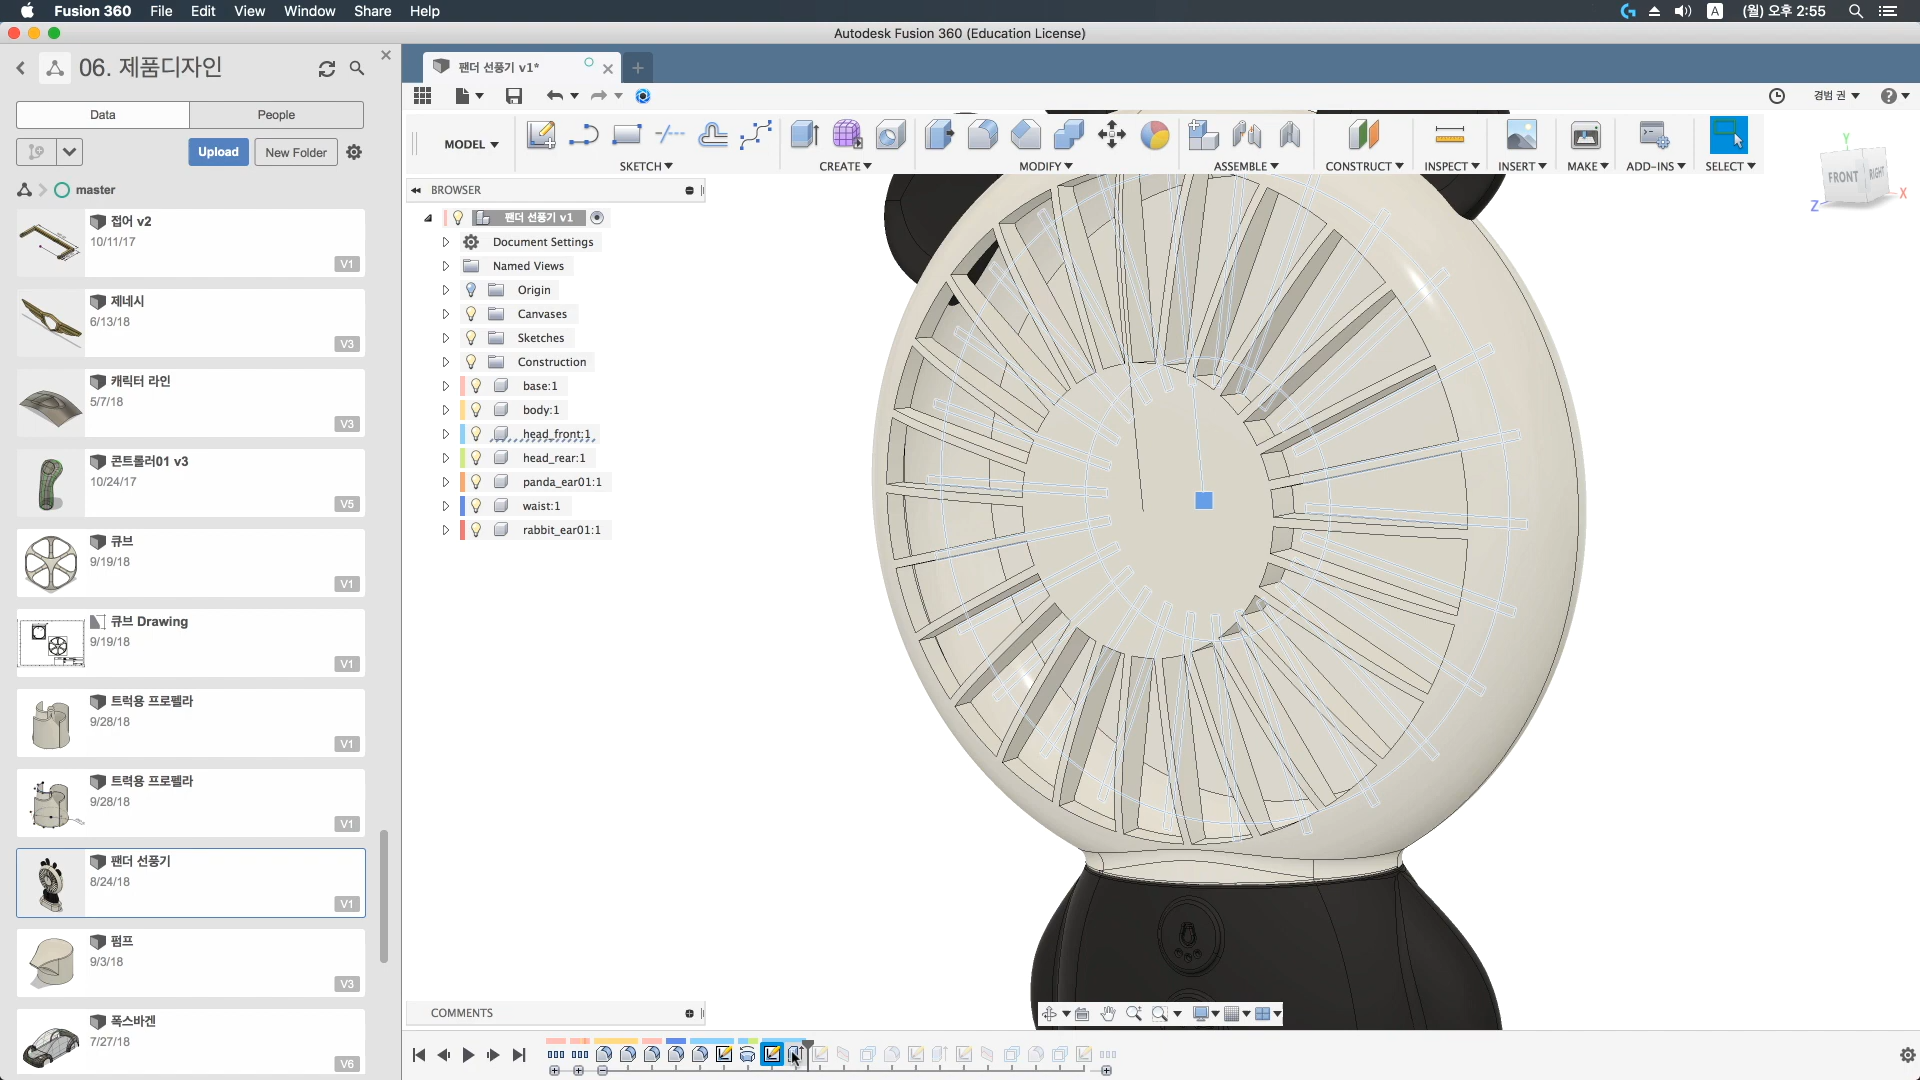 Fusion 360 File Edit View Window Share Help
A (월) 오후 2:55
Autodesk Fusion 360 (Education License)
06. 제품디자인
팬더 선풍기 v1*
Data People
경범 권
Upload New Folder
master
MODEL SKETCH CREATE MODIFY ASSEMBLE CONSTRUCT INSPECT INSERT MAKE ADD-INS SELECT
Y
FRONT RIGHT
Z X
BROWSER
팬더 선풍기 v1
Document Settings
Named Views
Origin
Canvases
Sketches
Construction
base:1
body:1
head_front:1
head_rear:1
panda_ear01:1
waist:1
rabbit_ear01:1
접어 v2
10/11/17
V1
제네시
6/13/18
V3
캐릭터 라인
5/7/18
V3
콘트롤러01 v3
10/24/17
V5
큐브
9/19/18
V1
큐브 Drawing
9/19/18
V1
트럭용 프로펠라
9/28/18
V1
트력용 프로펠라
9/28/18
V1
팬더 선풍기
8/24/18
V1
펌프
9/3/18
V3
폭스바겐
7/27/18
V6
COMMENTS